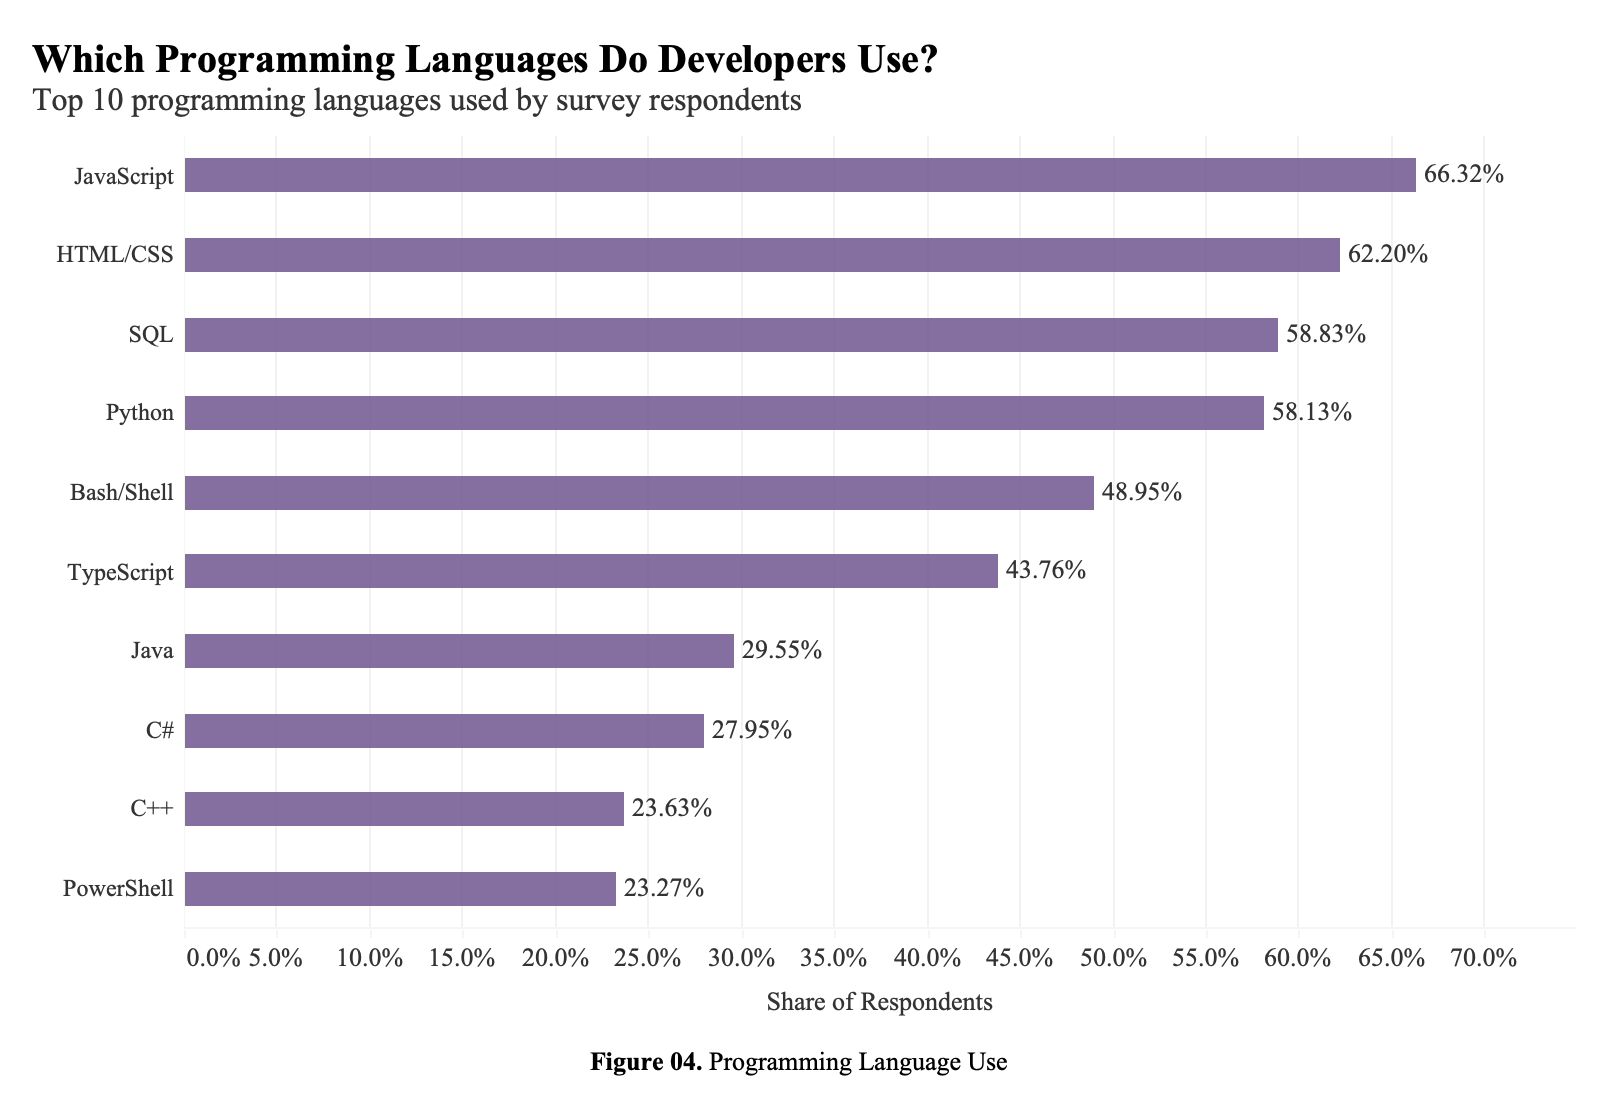 Which Programming Languages Do Developers Use?
Top 10 programming languages used by survey respondents
JavaScript 66.32%
HTML/CSS 62.20%
SQL 58.83%
Python 58.13%
Bash/Shell 48.95%
TypeScript 43.76%
Java 29.55%
C# 27.95%
C++ 23.63%
PowerShell 23.27%
0.0% 5.0% 10.0% 15.0% 20.0% 25.0% 30.0% 35.0% 40.0% 45.0% 50.0% 55.0% 60.0% 65.0% 70.0%
Share of Respondents
Figure 04. Programming Language Use